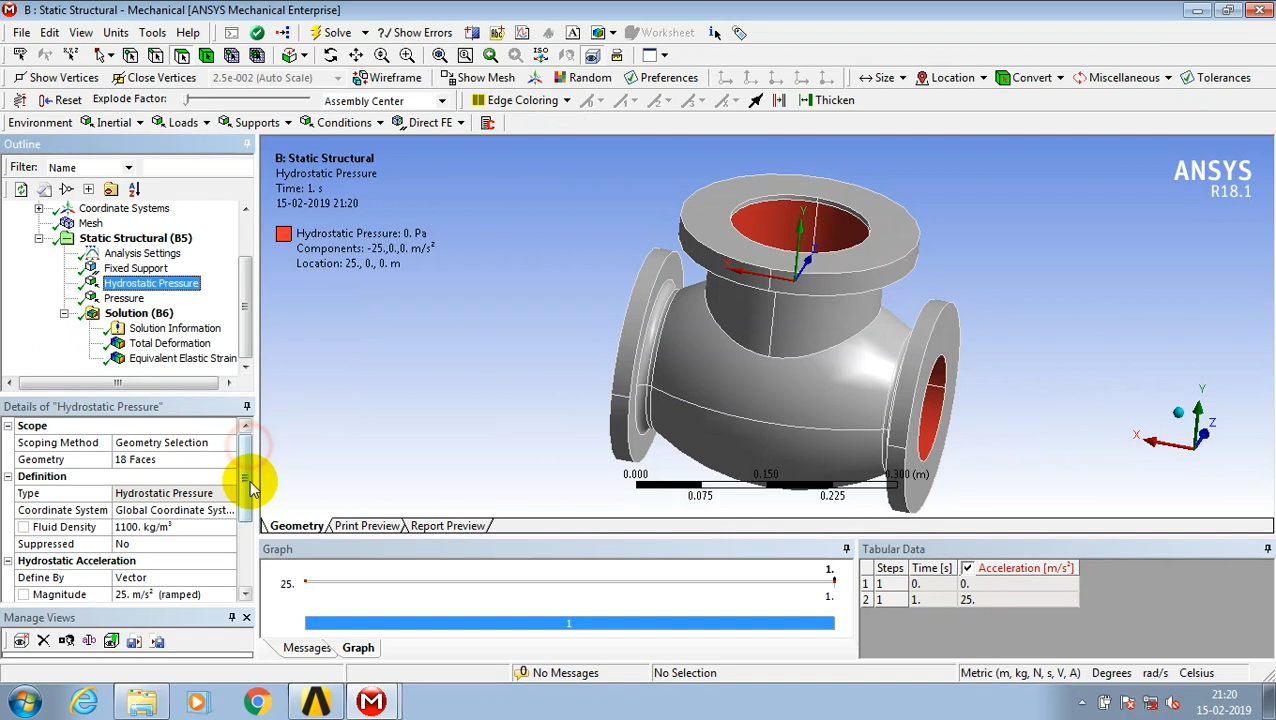 B : Static Structural - Mechanical [ANSYS Mechanical Enterprise]
File Edit View Units Tools Help Solve Show Errors Worksheet
Show Vertices Close Vertices 2.5e-002 (Auto Scale) Wireframe Show Mesh Random Preferences Size Location Convert Miscellaneous Tolerances
Reset Explode Factor: Assembly Center Edge Coloring Thicken
Environment Inertial Loads Supports Conditions Direct FE
Outline
Filter: Name
Coordinate Systems
Mesh
Static Structural (B5)
Analysis Settings
Fixed Support
Hydrostatic Pressure
Pressure
Solution (B6)
Solution Information
Total Deformation
Equivalent Elastic Strain
Details of "Hydrostatic Pressure"
Scope
Scoping Method Geometry Selection
Geometry 18 Faces
Definition
Type Hydrostatic Pressure
Coordinate System Global Coordinate Syst...
Fluid Density 1100. kg/m³
Suppressed No
Hydrostatic Acceleration
Define By Vector
Magnitude 25. m/s² (ramped)
Manage Views
B: Static Structural
Hydrostatic Pressure
Time: 1. s
15-02-2019 21:20
Hydrostatic Pressure: 0. Pa
Components: -25.,0.,0. m/s²
Location: 25., 0., 0. m
ANSYS
R18.1
Y
X
Z
Y
Z
X
0.000 0.150 0.300 (m)
0.075 0.225
Geometry Print Preview Report Preview
Graph
1.
25.
1.
1
Messages Graph
Tabular Data
Steps Time [s] Acceleration [m/s²]
1 1 0. 0.
2 1 1. 25.
0 No Messages No Selection Metric (m, kg, N, s, V, A) Degrees rad/s Celsius
21:20
15-02-2019